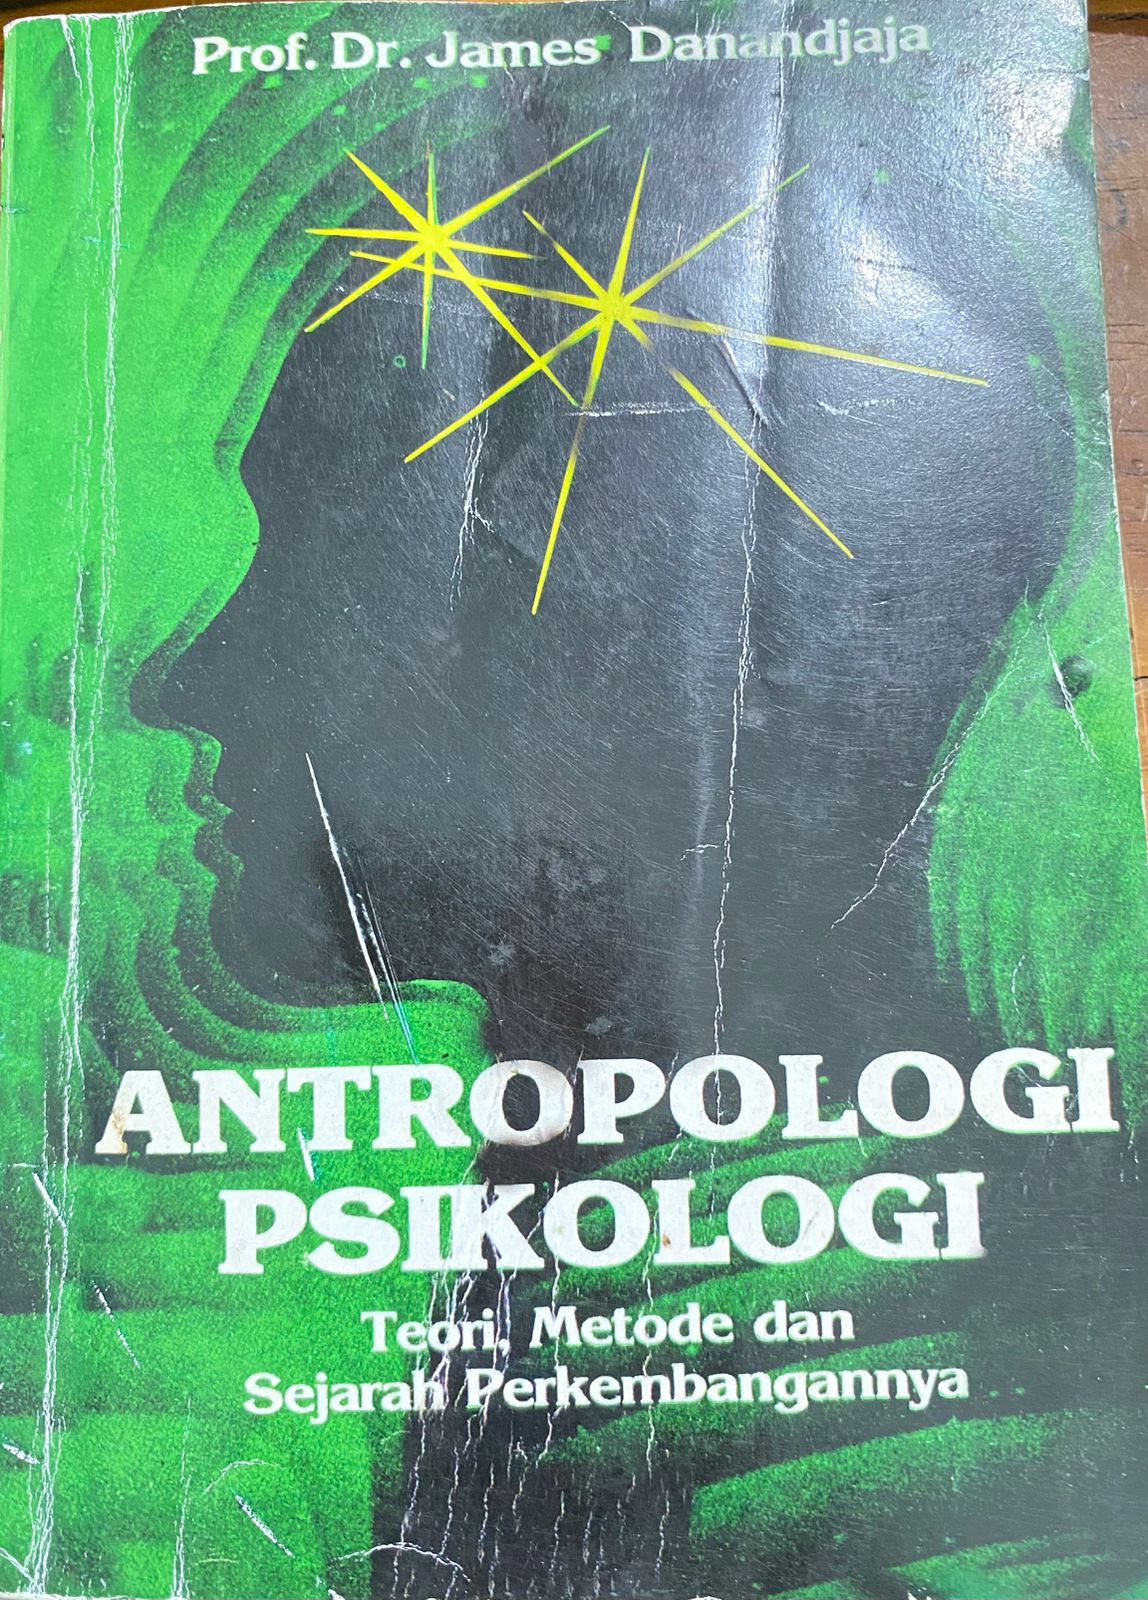 Prof. Dr. James Danandjaja
ANTROPOLOGI
PSIKOLOGI
Teori, Metode dan
Sejarah Perkembangannya